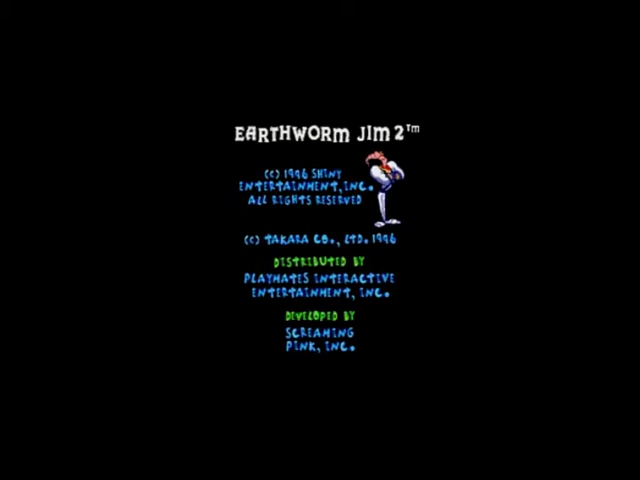 EARTHWORM JIM 2™
(C) 1996 SHINY
ENTERTAINMENT, INC.
ALL RIGHTS RESERVED
(C) TAKARA CO., LTD. 1996
DISTRIBUTED BY
PLAYMATES INTERACTIVE
ENTERTAINMENT, INC.
DEVELOPED BY
SCREAMING
PINK, INC.